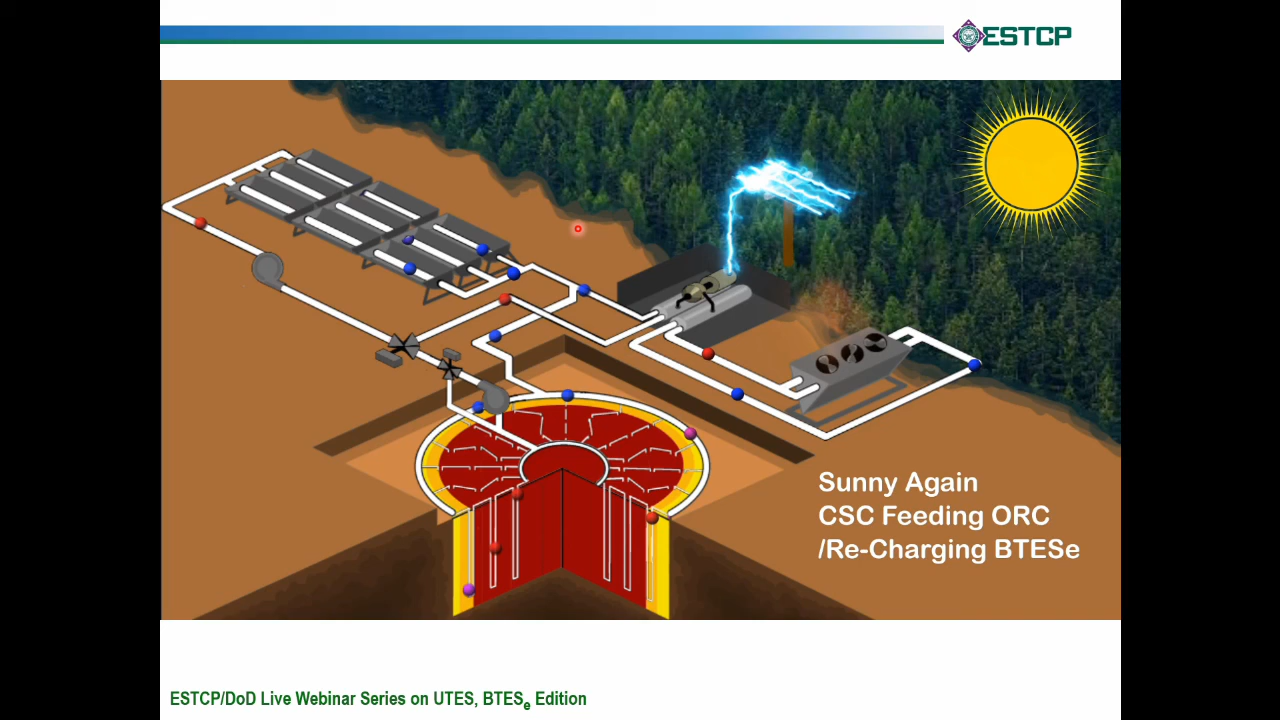 ESTCP
Sunny Again
CSC Feeding ORC
/Re-Charging BTESe
ESTCP/DoD Live Webinar Series on UTES, BTESe Edition